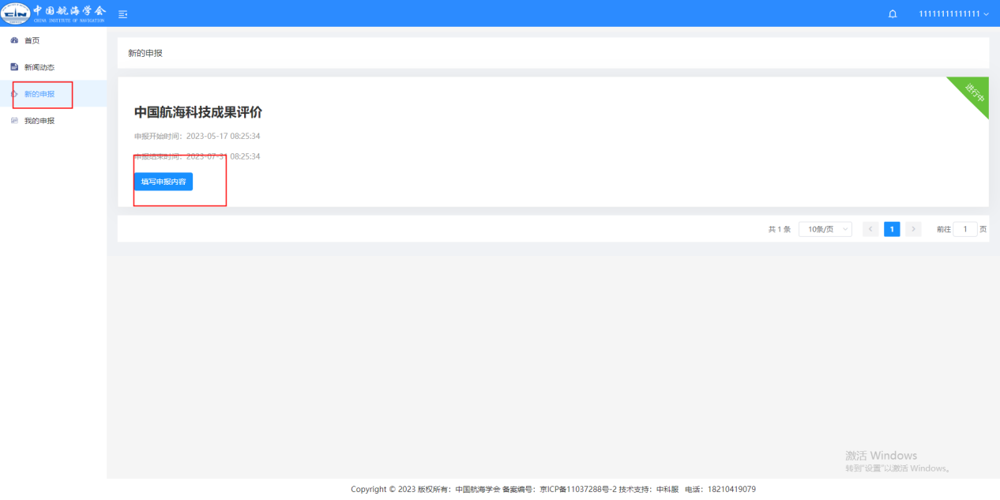 CIN
中国航海学会
CHINA INSTITUTE OF NAVIGATION
11111111111111
首页
新闻动态
新的申报
我的申报
新的申报
进行中
中国航海科技成果评价
申报开始时间：2023-05-17 08:25:34
申报结束时间：2023-07-31 08:25:34
填写申报内容
共 1 条 10条/页 1 前往 1 页
激活 Windows
转到"设置"以激活 Windows。
Copyright © 2023 版权所有：中国航海学会 备案编号：京ICP备11037288号-2 技术支持：中科服 电话：18210419079